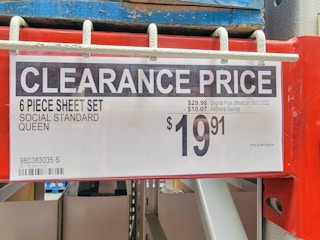 CLEARANCE PRICE
6 PIECE SHEET SET
SOCIAL STANDARD
QUEEN
$29.98
- $10.07
$19.91
980383035 S